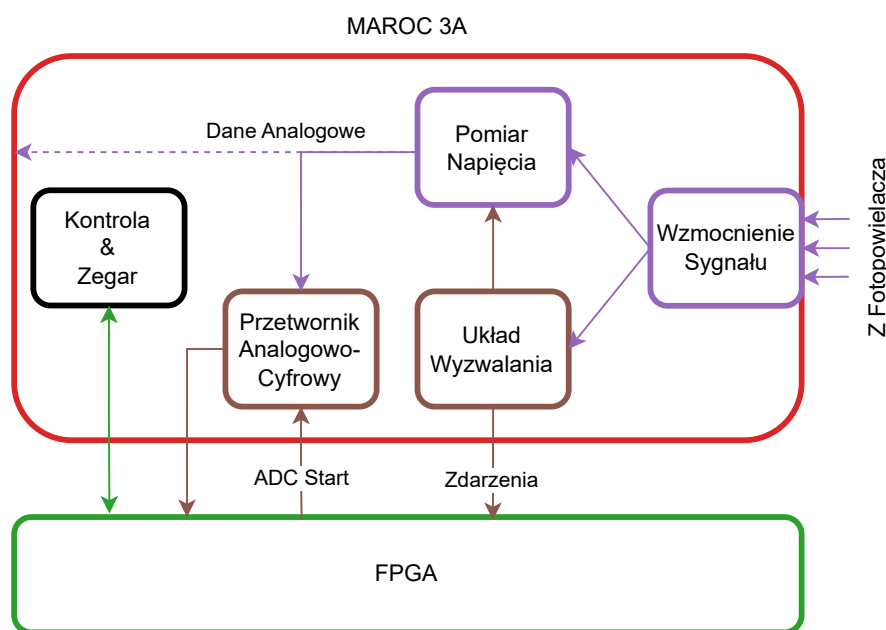 MAROC 3A
Dane Analogowe
Pomiar
Napięcia
Kontrola
&
Zegar
Wzmocnienie
Sygnału
Z Fotopowielacza
Przetwornik
Analogowo-
Cyfrowy
Układ
Wyzwalania
ADC Start
Zdarzenia
FPGA